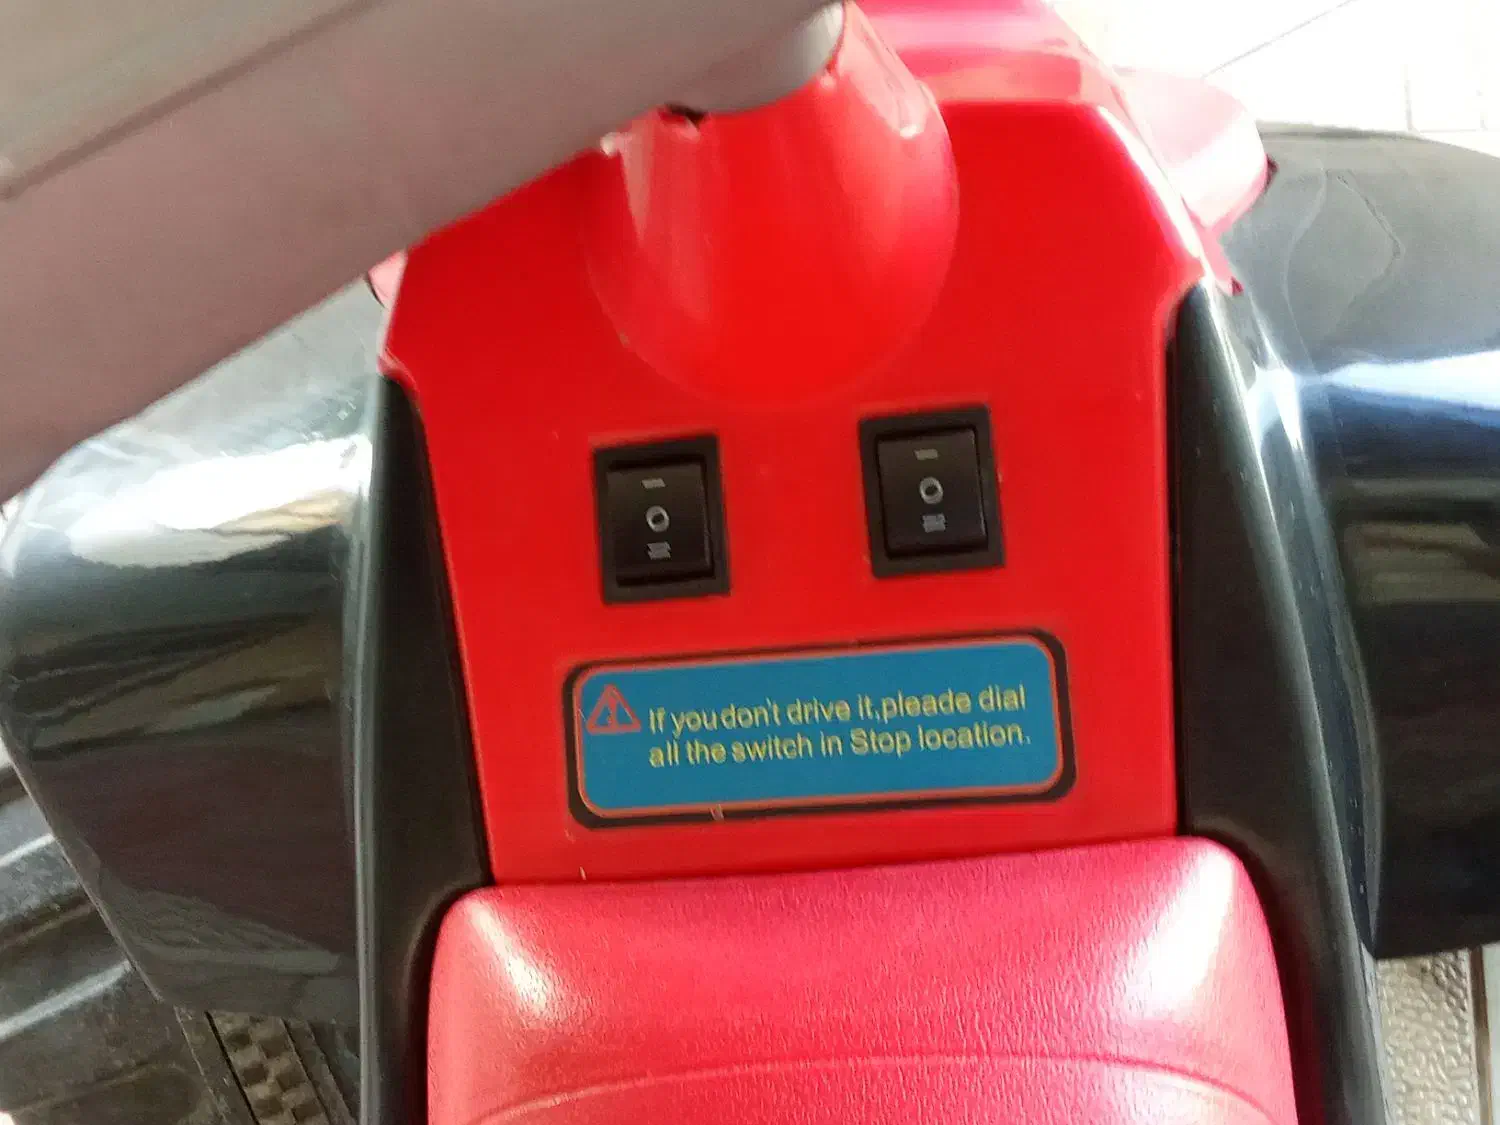 If you don't drive it,pleade dial
all the switch in Stop location.